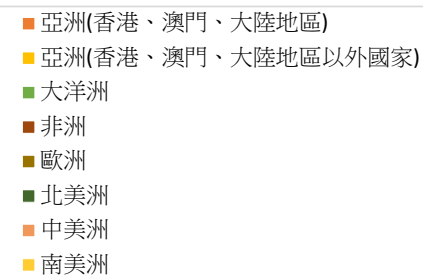 亞洲(香港、澳門、大陸地區)
亞洲(香港、澳門、大陸地區以外國家)
大洋洲
非洲
歐洲
北美洲
中美洲
南美洲